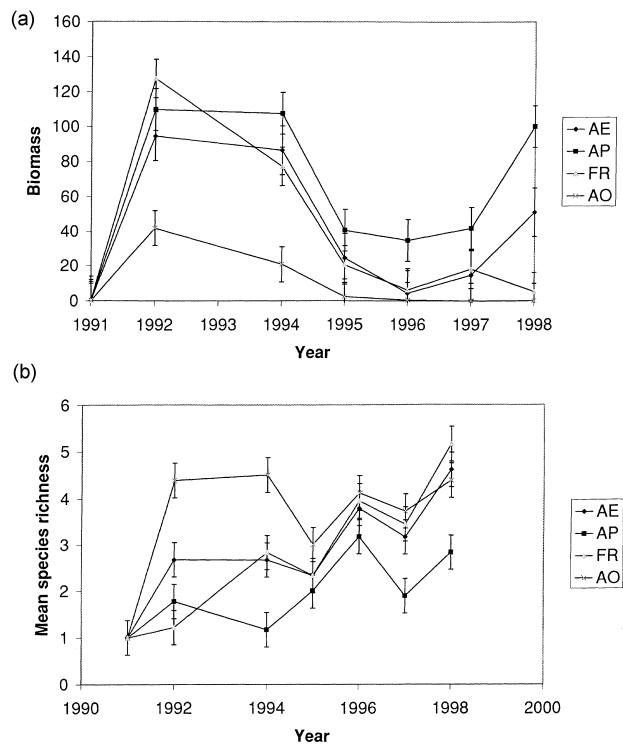 (a)
160
140
120
100
80
60
40
20
0
Biomass
1991 1992 1993 1994 1995 1996 1997 1998
Year
AE
AP
FR
AO
(b)
6
5
4
3
2
1
0
Mean species richness
1990 1992 1994 1996 1998 2000
Year
AE
AP
FR
AO